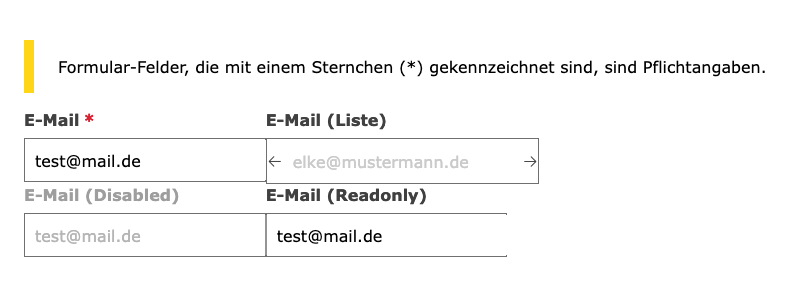 Formular-Felder, die mit einem Sternchen (*) gekennzeichnet sind, sind Pflichtangaben.
E-Mail * E-Mail (Liste)
test@mail.de ← elke@mustermann.de →
E-Mail (Disabled) E-Mail (Readonly)
test@mail.de test@mail.de